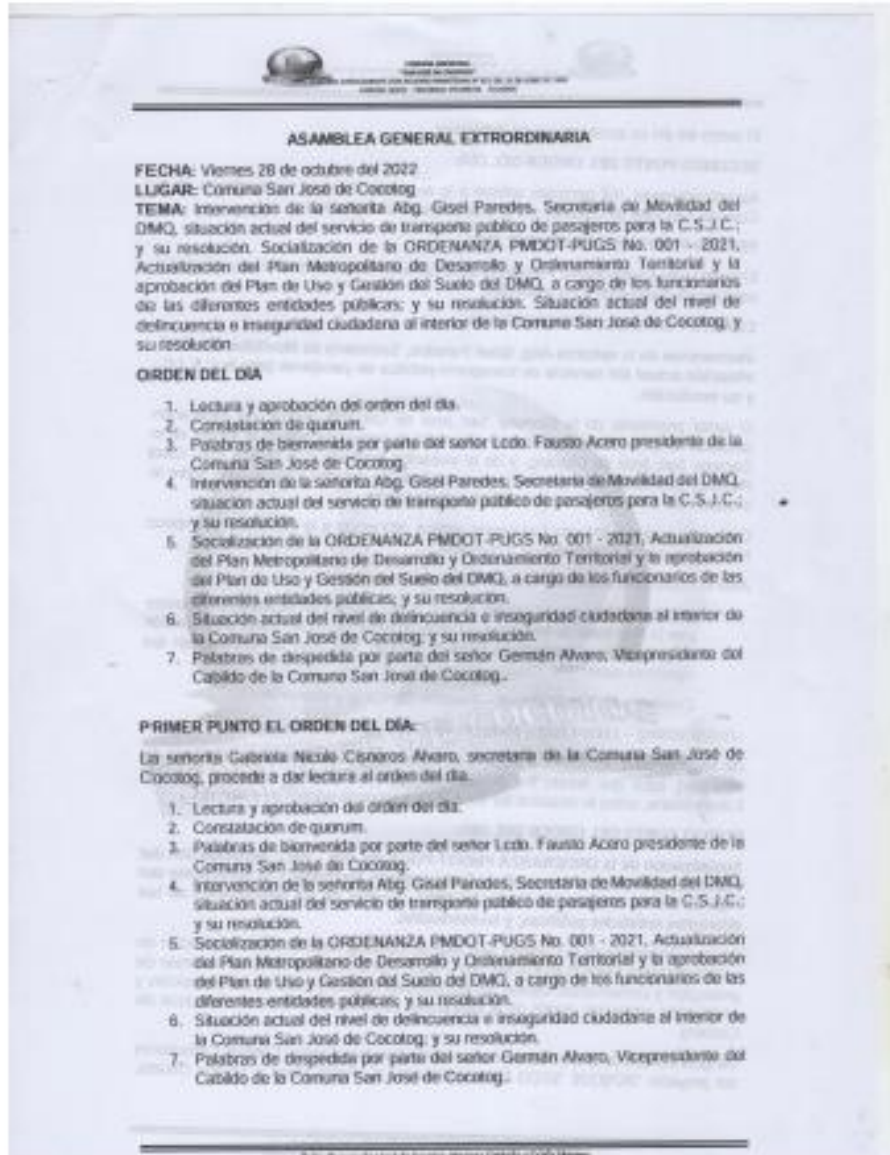 COMUNA ANCESTRAL
"SAN JOSÉ DE COCOTOG"
ASAMBLEA GENERAL EXTRORDINARIA
FECHA: Viernes 28 de octubre del 2022
LLIGAR: Comuna San José de Cocotog
TEMA: Intervención de la señorita Abg. Gisel Paredes, Secretaria de Movilidad del
DMQ, situación actual del servicio de transporte público de pasajeros para la C.S.J.C.;
y su resolución. Socialización de la ORDENANZA PMDOT-PUGS No. 001 - 2021,
Actualización del Plan Metropolitano de Desarrollo y Ordenamiento Territorial y la
aprobación del Plan de Uso y Gestión del Suelo del DMQ, a cargo de los funcionarios
de las diferentes entidades públicas; y su resolución. Situación actual del nivel de
delincuencia e inseguridad ciudadana al interior de la Comuna San José de Cocotog; y
su resolución
ORDEN DEL DÍA
1. Lectura y aprobación del orden del día.
2. Constatación de quorum.
3. Palabras de bienvenida por parte del señor Lcdo. Fausto Acero presidente de la
Comuna San José de Cocotog.
4. Intervención de la señorita Abg. Gisel Paredes, Secretaria de Movilidad del DMQ,
situación actual del servicio de transporte público de pasajeros para la C.S.J.C.;
y su resolución.
5. Socialización de la ORDENANZA PMDOT-PUGS No. 001 - 2021, Actualización
del Plan Metropolitano de Desarrollo y Ordenamiento Territorial y la aprobación
del Plan de Uso y Gestión del Suelo del DMQ, a cargo de los funcionarios de las
diferentes entidades públicas; y su resolución.
6. Situación actual del nivel de delincuencia e inseguridad ciudadana al interior de
la Comuna San José de Cocotog; y su resolución.
7. Palabras de despedida por parte del señor Germán Alvaro, Vicepresidente del
Cabildo de la Comuna San José de Cocotog..
PRIMER PUNTO EL ORDEN DEL DÍA:
La señorita Gabriela Nicole Cisneros Alvaro, secretaria de la Comuna San José de
Cocotog, procede a dar lectura al orden del día.
1. Lectura y aprobación del orden del día.
2. Constatación de quorum.
3. Palabras de bienvenida por parte del señor Lcdo. Fausto Acero presidente de la
Comuna San José de Cocotog.
4. Intervención de la señorita Abg. Gisel Paredes, Secretaria de Movilidad del DMQ,
situación actual del servicio de transporte público de pasajeros para la C.S.J.C.;
y su resolución.
5. Socialización de la ORDENANZA PMDOT-PUGS No. 001 - 2021, Actualización
del Plan Metropolitano de Desarrollo y Ordenamiento Territorial y la aprobación
del Plan de Uso y Gestión del Suelo del DMQ, a cargo de los funcionarios de las
diferentes entidades públicas; y su resolución.
6. Situación actual del nivel de delincuencia e inseguridad ciudadana al interior de
la Comuna San José de Cocotog; y su resolución.
7. Palabras de despedida por parte del señor Germán Alvaro, Vicepresidente del
Cabildo de la Comuna San José de Cocotog..